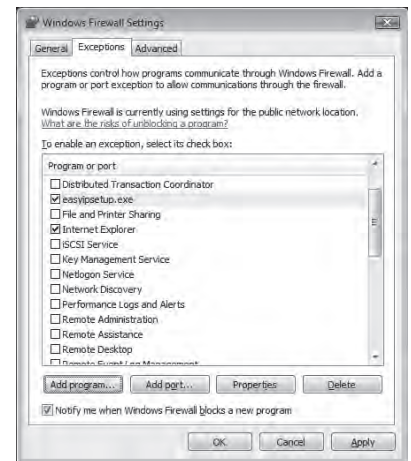 Windows Firewall Settings
General Exceptions Advanced
Exceptions control how programs communicate through Windows Firewall. Add a
program or port exception to allow communications through the firewall.
Windows Firewall is currently using settings for the public network location.
What are the risks of unblocking a program?
To enable an exception, select its check box:
Program or port
Distributed Transaction Coordinator
easyipsetup.exe
File and Printer Sharing
Internet Explorer
iSCSI Service
Key Management Service
Netlogon Service
Network Discovery
Performance Logs and Alerts
Remote Administration
Remote Assistance
Remote Desktop
Remote Event Log Management
Add program... Add port... Properties Delete
Notify me when Windows Firewall blocks a new program
OK Cancel Apply